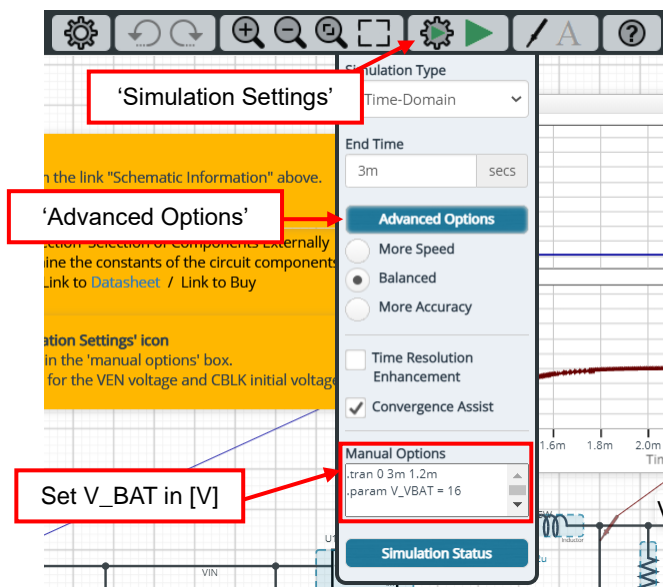 A
?
Simulation Type
'Simulation Settings'
Time-Domain
End Time
3m secs
n the link "Schematic Information" above.
'Advanced Options'
Advanced Options
More Speed
Selection of Components Externally
ine the constants of the circuit components
Link to Datasheet / Link to Buy
Balanced
More Accuracy
ation Settings' icon
in the 'manual options' box.
for the VEN voltage and CBLK initial voltage
Time Resolution
Enhancement
Convergence Assist
1.6m 1.8m 2.0m
Tim
Manual Options
.tran 0 3m 1.2m
.param V_VBAT = 16
Set V_BAT in [V]
Simulation Status
Inductor
VIN